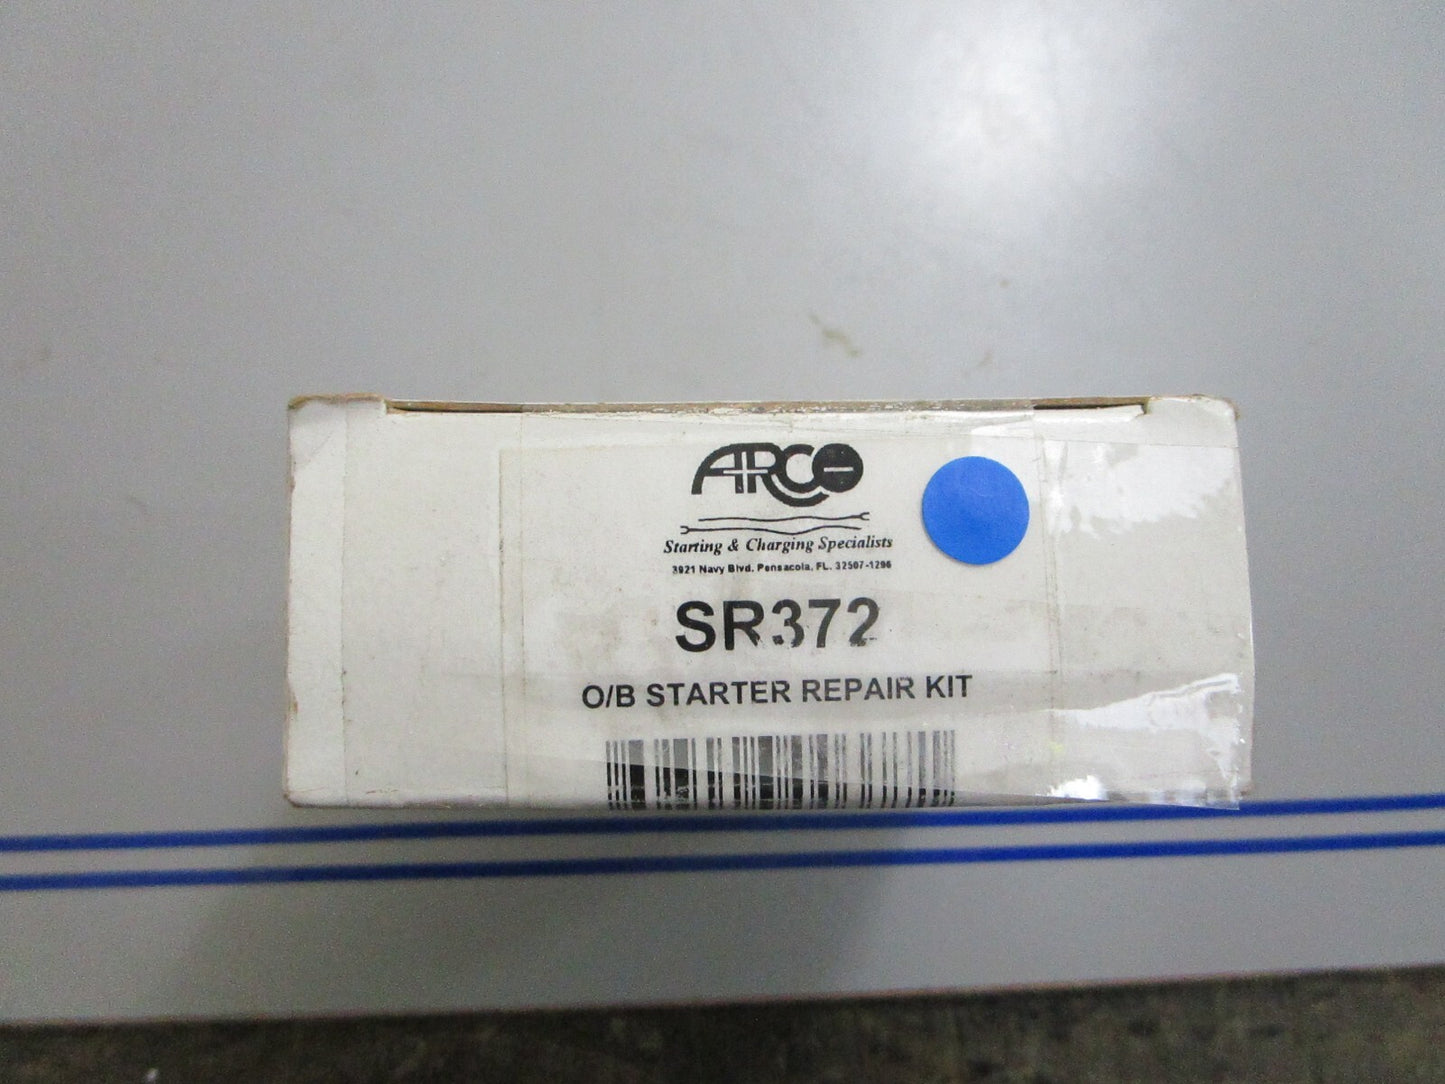 ARCO
Starting & Charging Specialists
3921 Navy Blvd. Pensacola, FL. 32507-1296
SR372
O/B STARTER REPAIR KIT